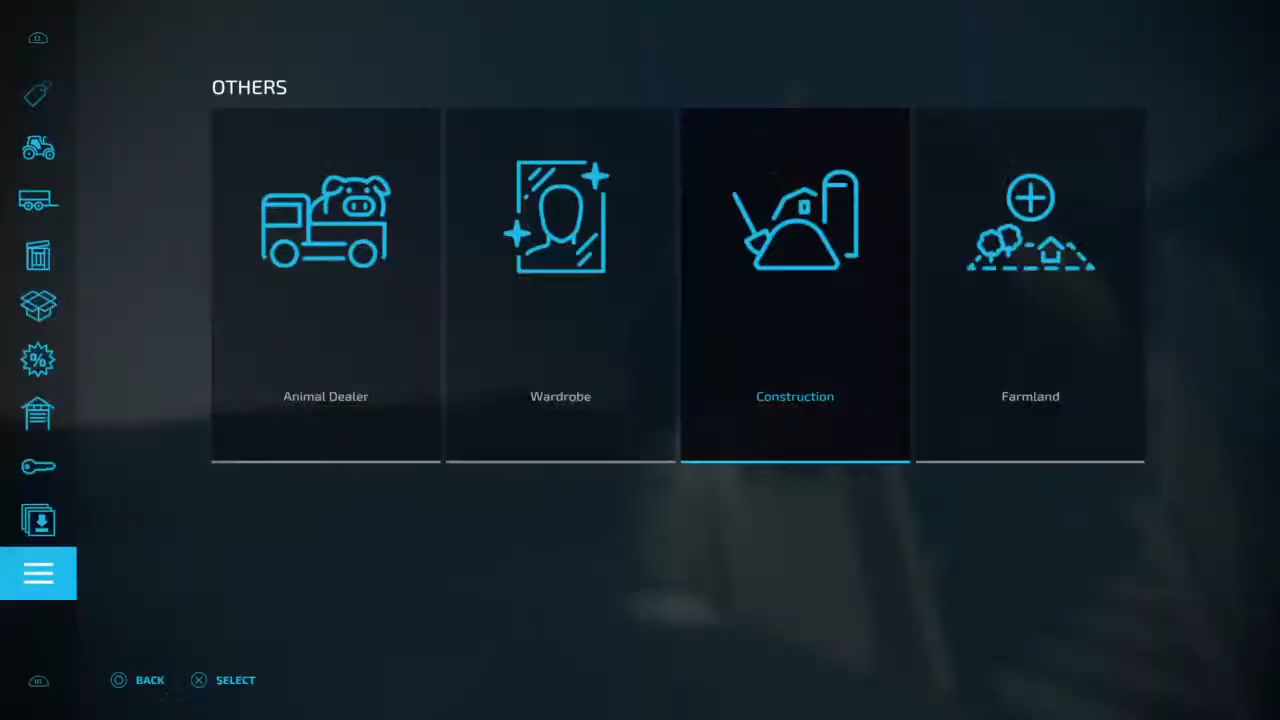 OTHERS
Animal Dealer
Wardrobe
Construction
Farmland
%
BACK
SELECT